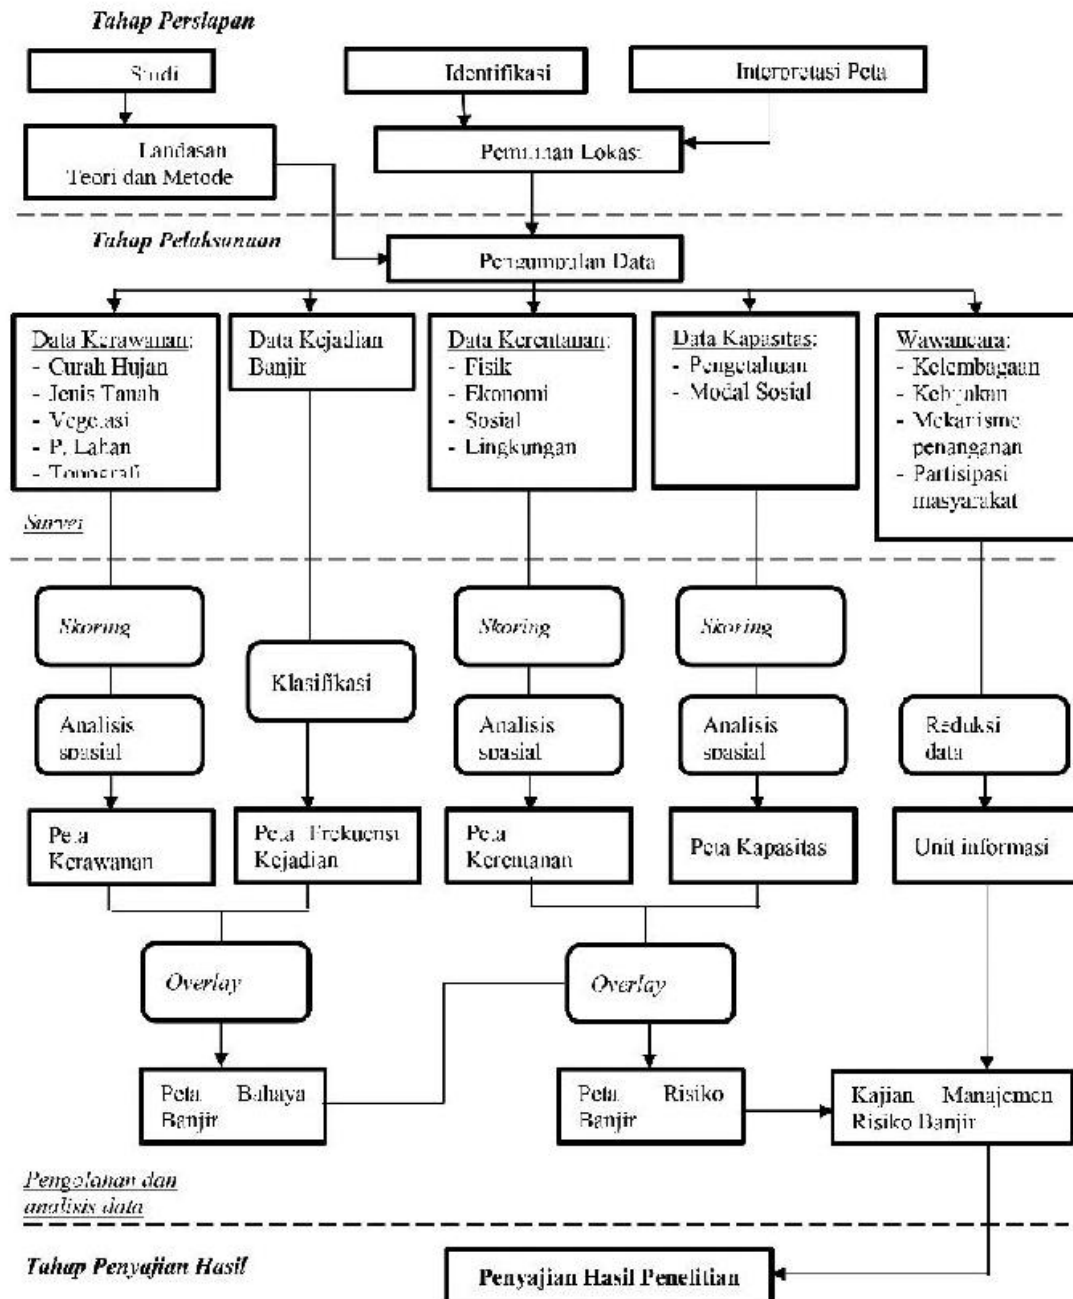 Tahap Persiapan
Studi
Identifikasi
Interpretasi Peta
Landasan
Teori dan Metode
Pemilihan Lokasi
Tahap Pelaksanaan
Pengumpulan Data
Data Kerawanan:
- Curah Hujan
- Jenis Tanah
- Vegetasi
- P. Lahan
- Topografi
Data Kejadian
Banjir
Data Kerentanan:
- Fisik
- Ekonomi
- Sosial
- Lingkungan
Data Kapasitas:
- Pengetahuan
- Modal Sosial
Wawancara:
- Kelembagaan
- Kebijakan
- Mekanisme
penanganan
- Partisipasi
masyarakat
Survei
Skoring
Skoring
Skoring
Klasifikasi
Analisis
spasial
Analisis
spasial
Analisis
spasial
Reduksi
data
Peta
Kerawanan
Peta Frekuensi
Kejadian
Peta
Kerentanan
Peta Kapasitas
Unit informasi
Overlay
Overlay
Peta Bahaya
Banjir
Peta Risiko
Banjir
Kajian Manajemen
Risiko Banjir
Pengolahan dan
analisis data
Tahap Penyajian Hasil
Penyajian Hasil Penelitian